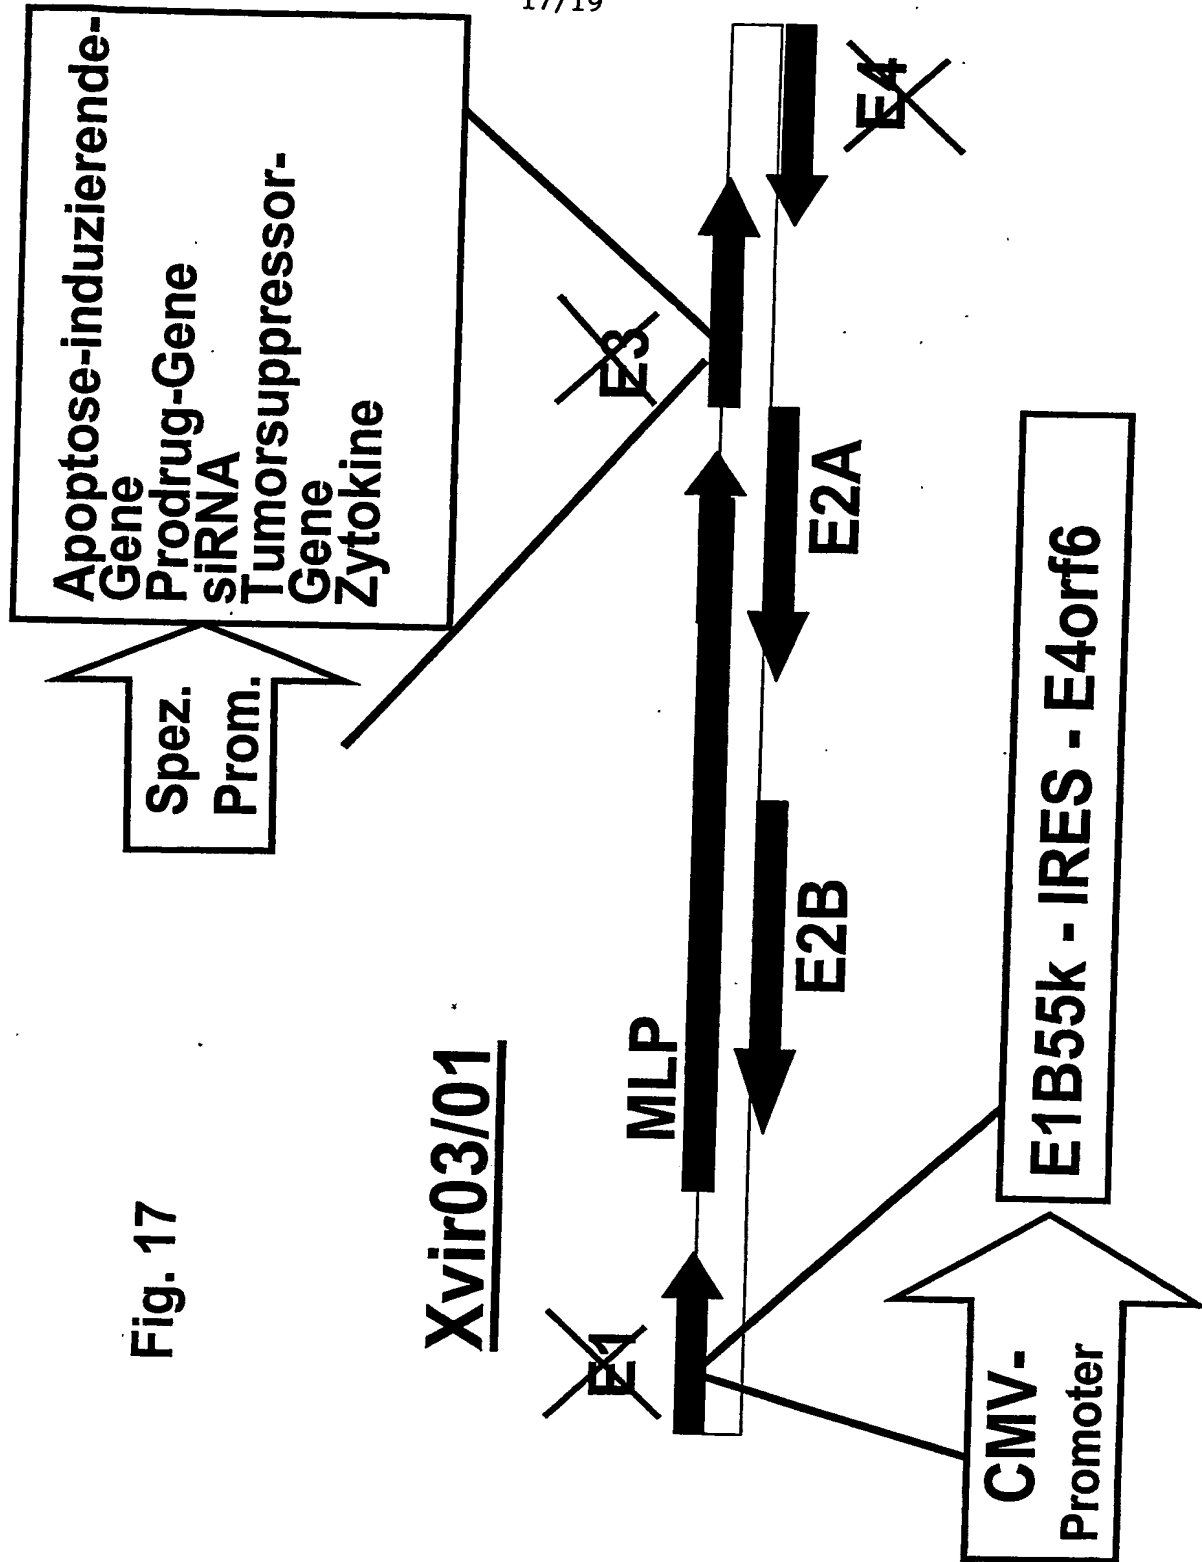 17/19
Fig. 17
Xvir03/01
Spez.
Prom.
Apoptose-induzierende-
Gene
Prodrug-Gene
siRNA
Tumorsuppressor-
Gene
Zytokine
E1
MLP
E3
E4
E2B
E2A
CMV-
Promoter
E1B55k - IRES - E4orf6